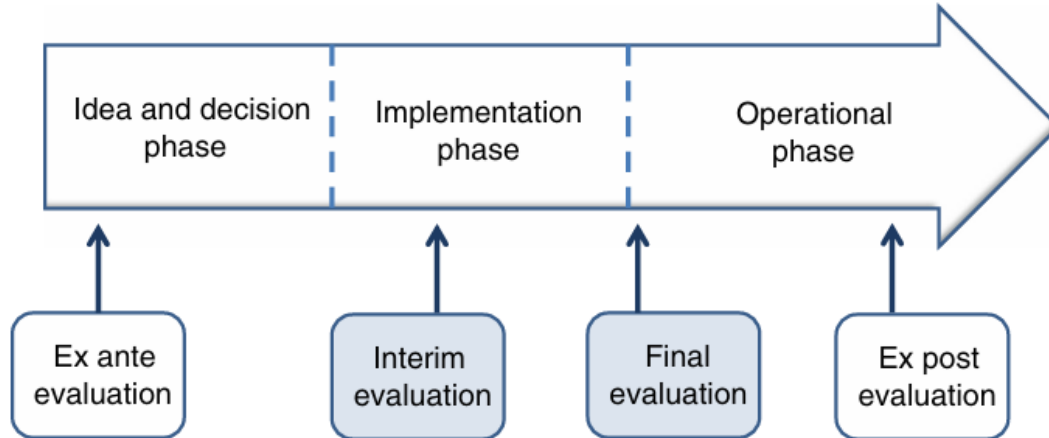 Idea and decision
phase
Implementation
phase
Operational
phase
Ex ante
evaluation
Interim
evaluation
Final
evaluation
Ex post
evaluation